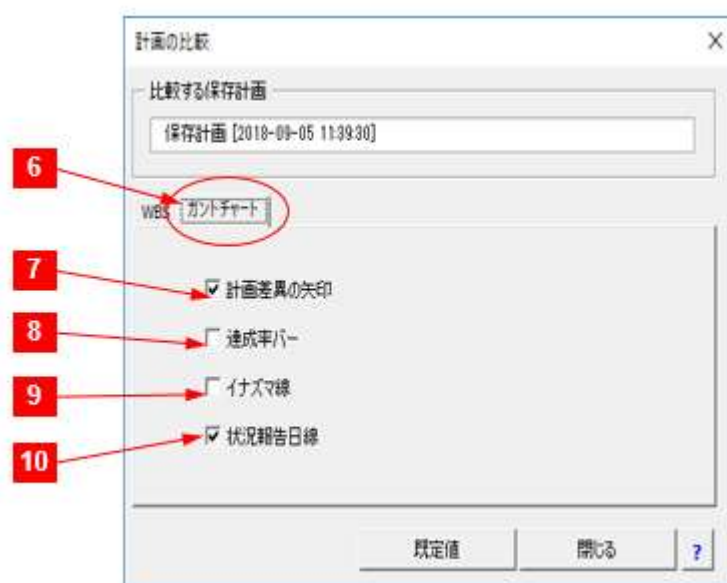 計画の比較
比較する保存計画
保存計画 [2018-09-05 11:39:30]
6
WBS ガントチャート
7
計画差異の矢印
8
達成率バー
9
イナズマ線
10
状況報告日線
既定値 閉じる ?